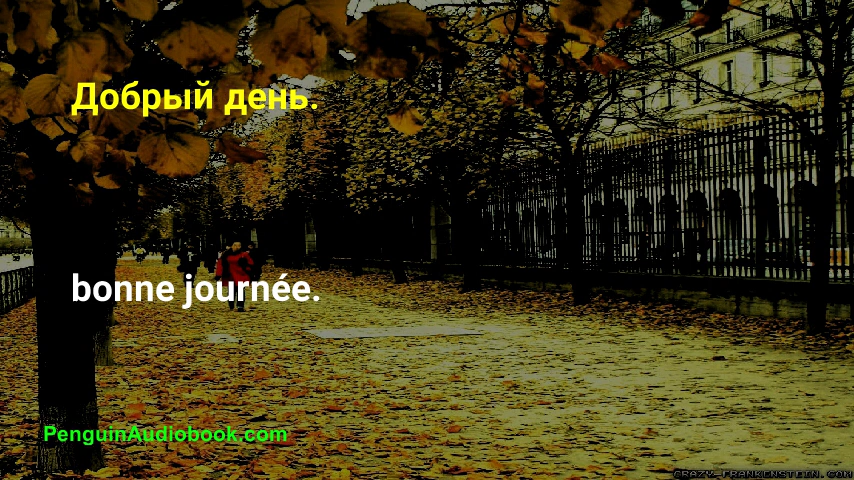 Добрый день.
bonne journée.
PenguinAudiobook.com
CRAZY-FRANKENSTEIN.COM